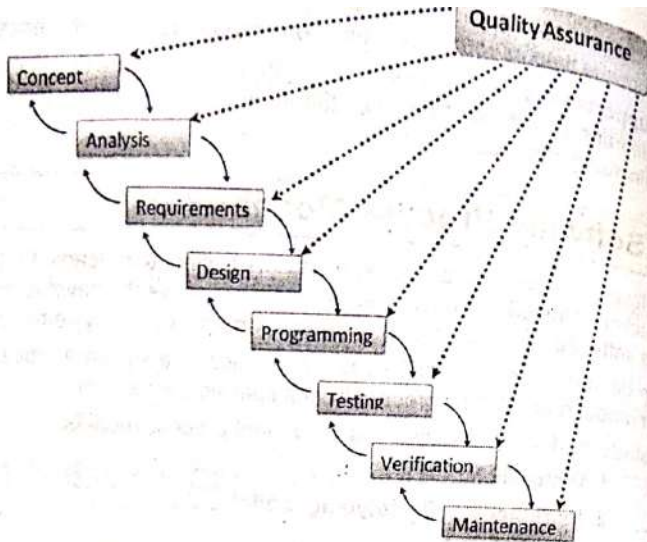 Quality Assurance
Concept
Analysis
Requirements
Design
Programming
Testing
Verification
Maintenance